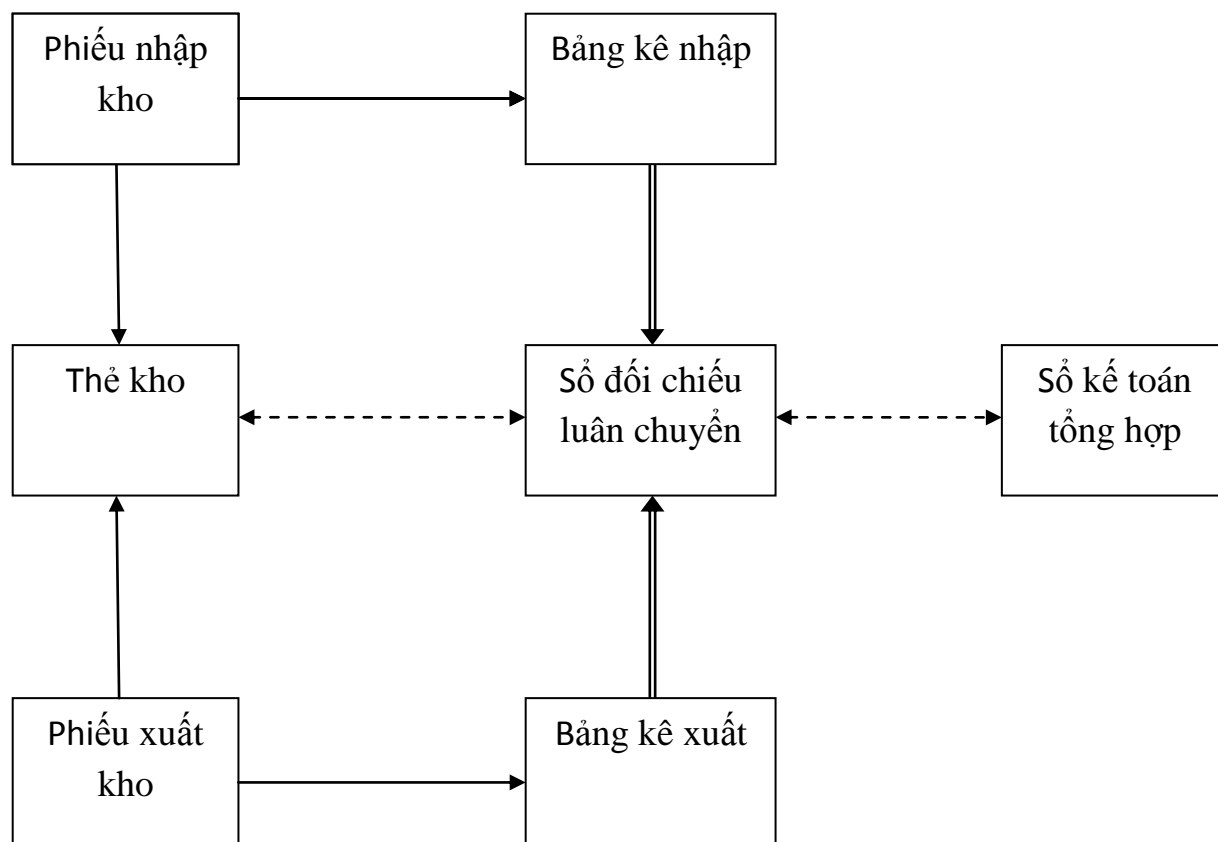 Phiếu nhập
kho
Bảng kê nhập
Thẻ kho
Sổ đối chiếu
luân chuyển
Sổ kế toán
tổng hợp
Phiếu xuất
kho
Bảng kê xuất